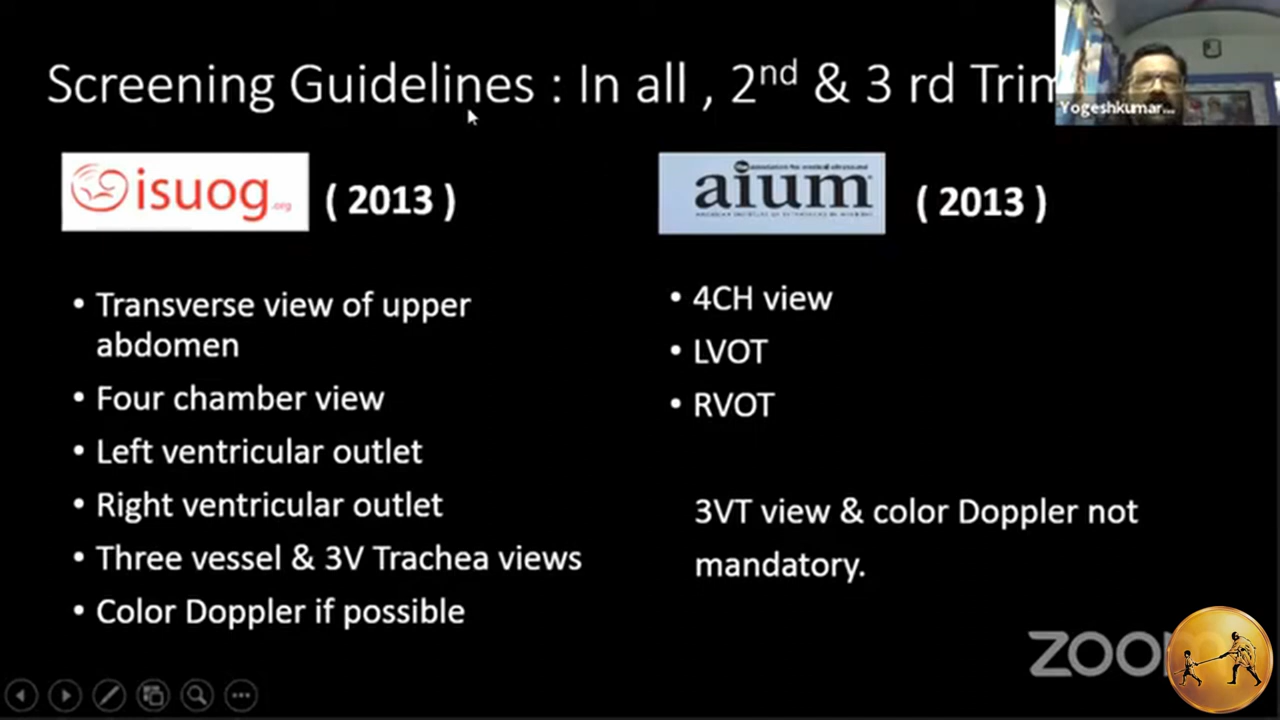 Screening Guidelines : In all , 2nd & 3 rd Trim
Yogeshkumar...
isuog.org
( 2013 )
aium
( 2013 )
• Transverse view of upper
abdomen
• Four chamber view
• Left ventricular outlet
• Right ventricular outlet
• Three vessel & 3V Trachea views
• Color Doppler if possible
• 4CH view
• LVOT
• RVOT
3VT view & color Doppler not
mandatory.